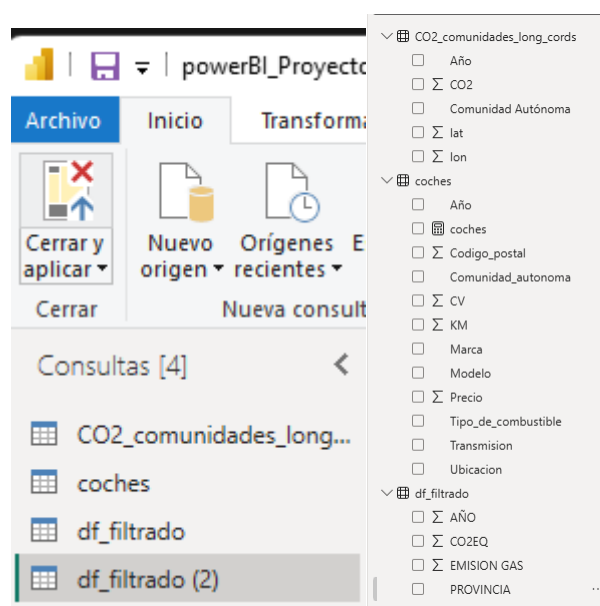 powerBI_Proyecto
Archivo Inicio Transforma
Cerrar y
aplicar
Nuevo
origen
Orígenes
recientes
E
Cerrar
Nueva consult
Consultas [4]
CO2_comunidades_long...
coches
df_filtrado
df_filtrado (2)
CO2_comunidades_long_cords
Año
CO2
Comunidad Autónoma
lat
lon
coches
Año
coches
Codigo_postal
Comunidad_autonoma
CV
KM
Marca
Modelo
Precio
Tipo_de_combustible
Transmision
Ubicacion
df_filtrado
AÑO
CO2EQ
EMISION GAS
PROVINCIA